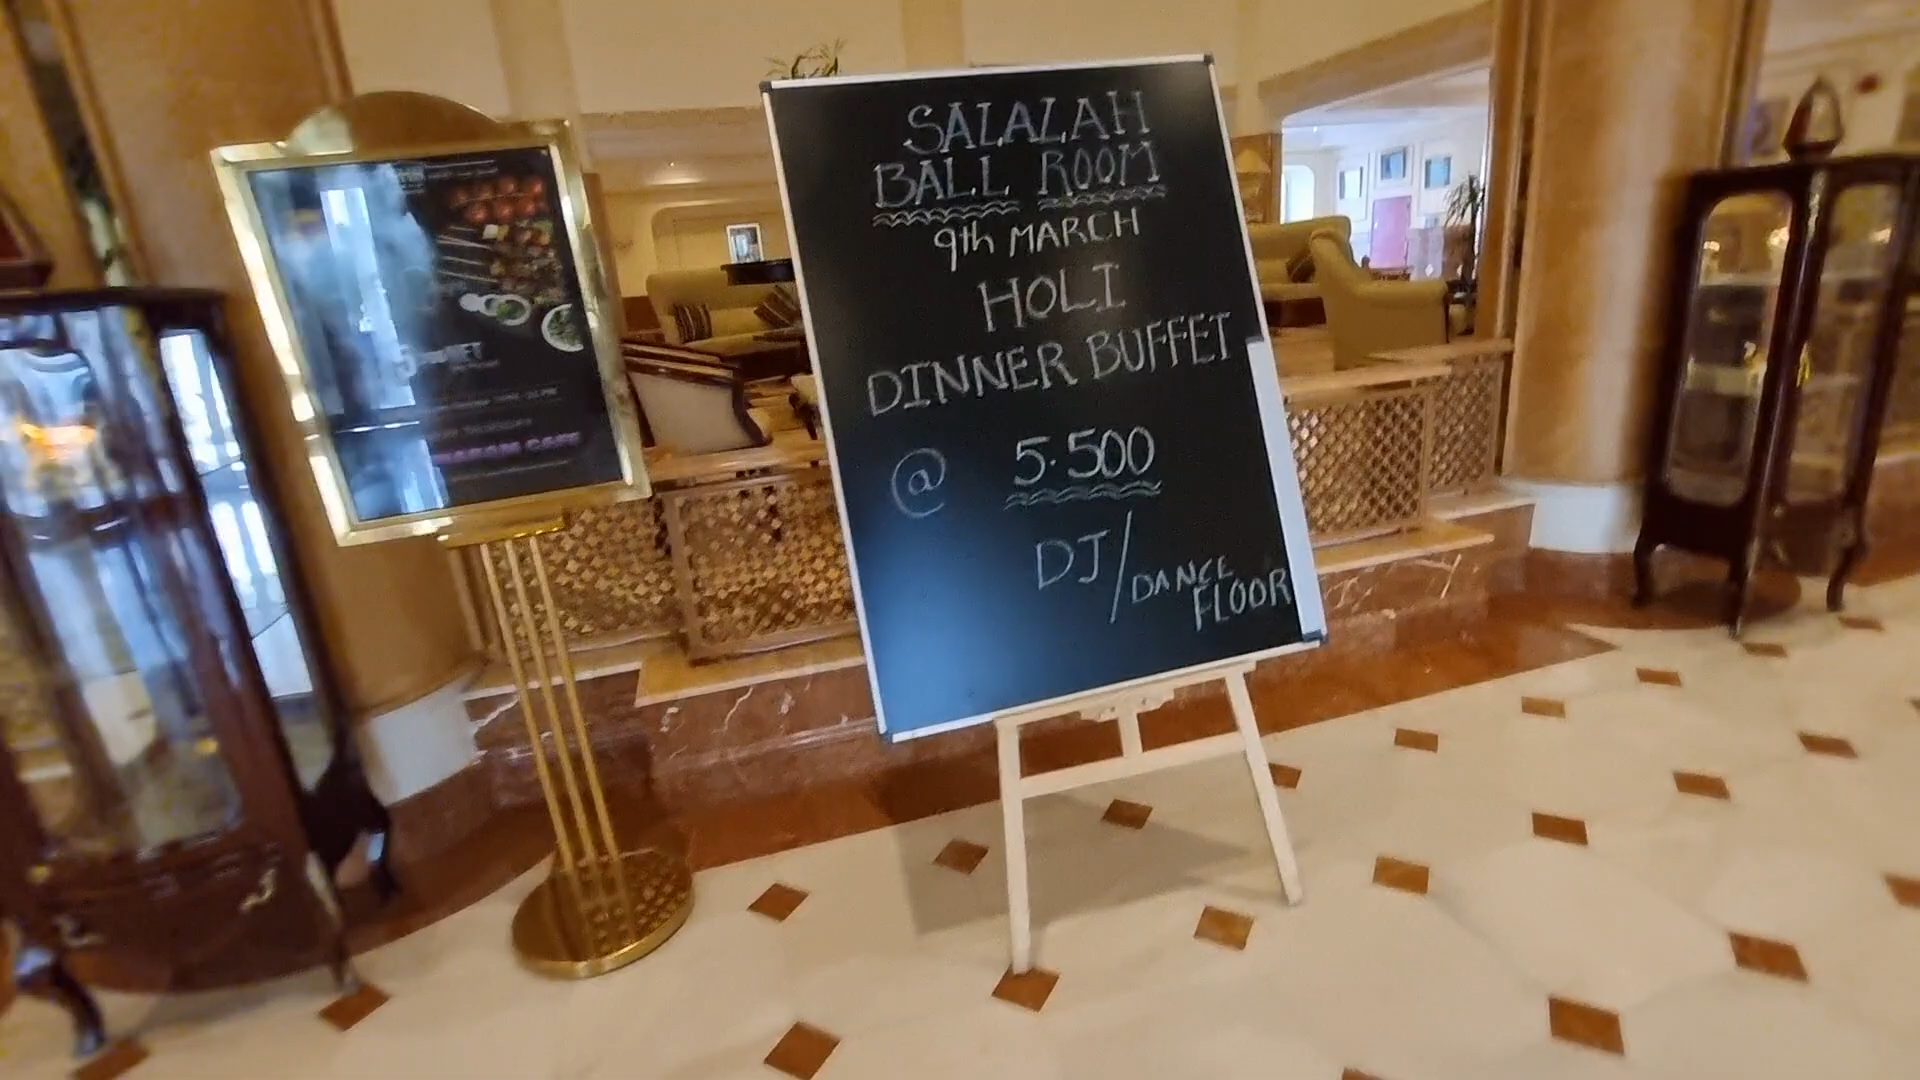 SALALAH
BALL ROOM
9th MARCH
HOLI
DINNER BUFFET
@ 5.500
DJ/DANCE
FLOOR